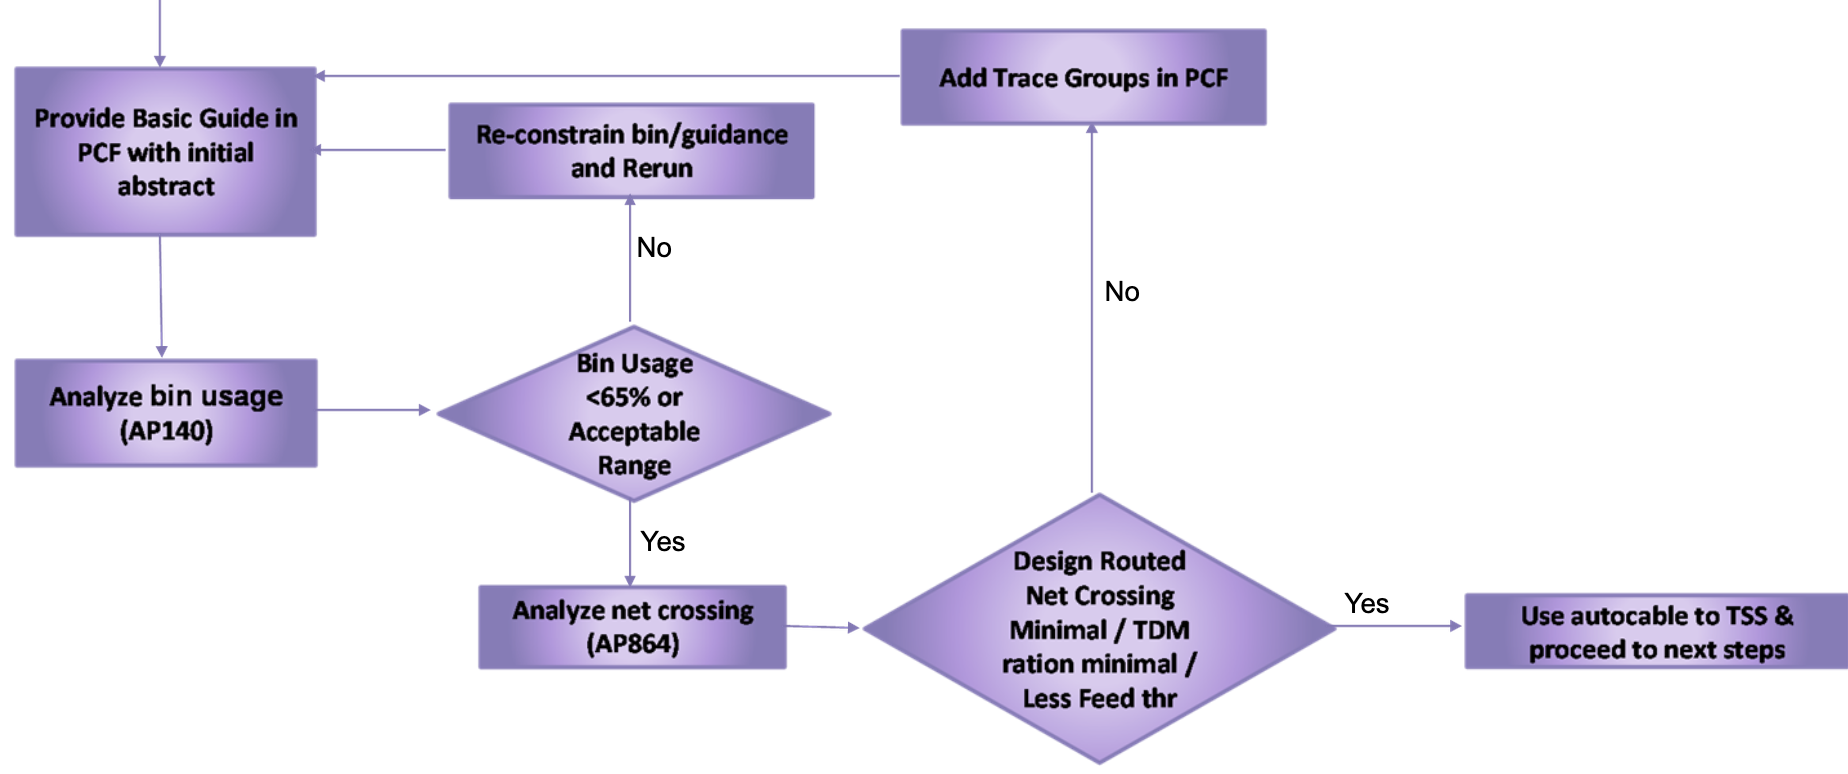 Provide Basic Guide in
PCF with initial
abstract
Add Trace Groups in PCF
Re-constrain bin/guidance
and Rerun
No
No
Analyze bin usage
(AP140)
Bin Usage
<65% or
Acceptable
Range
Yes
Analyze net crossing
(AP864)
Design Routed
Net Crossing
Minimal / TDM
ration minimal /
Less Feed thr
Yes
Use autocable to TSS &
proceed to next steps